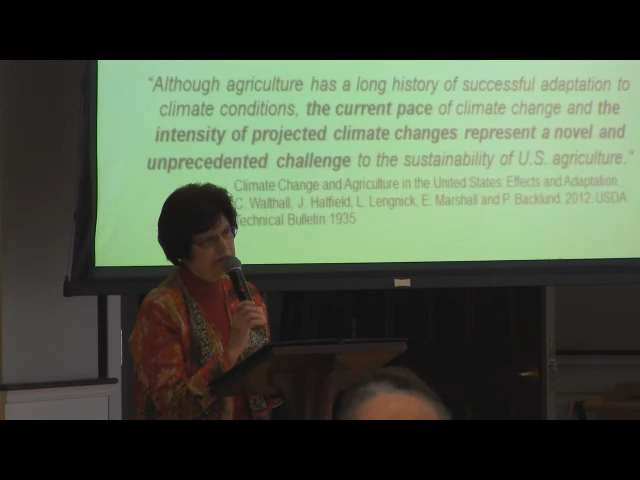 “Although agriculture has a long history of successful adaptation to
climate conditions, the current pace of climate change and the
intensity of projected climate changes represent a novel and
unprecedented challenge to the sustainability of U.S. agriculture.“
Climate Change and Agriculture in the United States: Effects and Adaptation.
C. Walthall, J. Hatfield, L. Lengnick, E. Marshall and P. Backlund. 2012. USDA
Technical Bulletin 1935